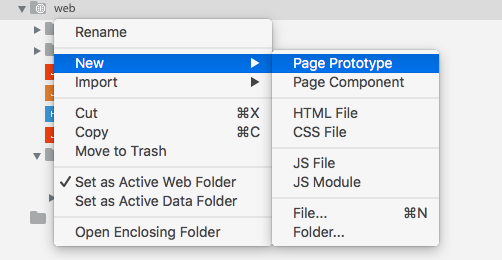 web
Rename
New
Import
Cut ⌘X
Copy ⌘C
Move to Trash
✓ Set as Active Web Folder
Set as Active Data Folder
Open Enclosing Folder
Page Prototype
Page Component
HTML File
CSS File
JS File
JS Module
File... ⌘N
Folder...